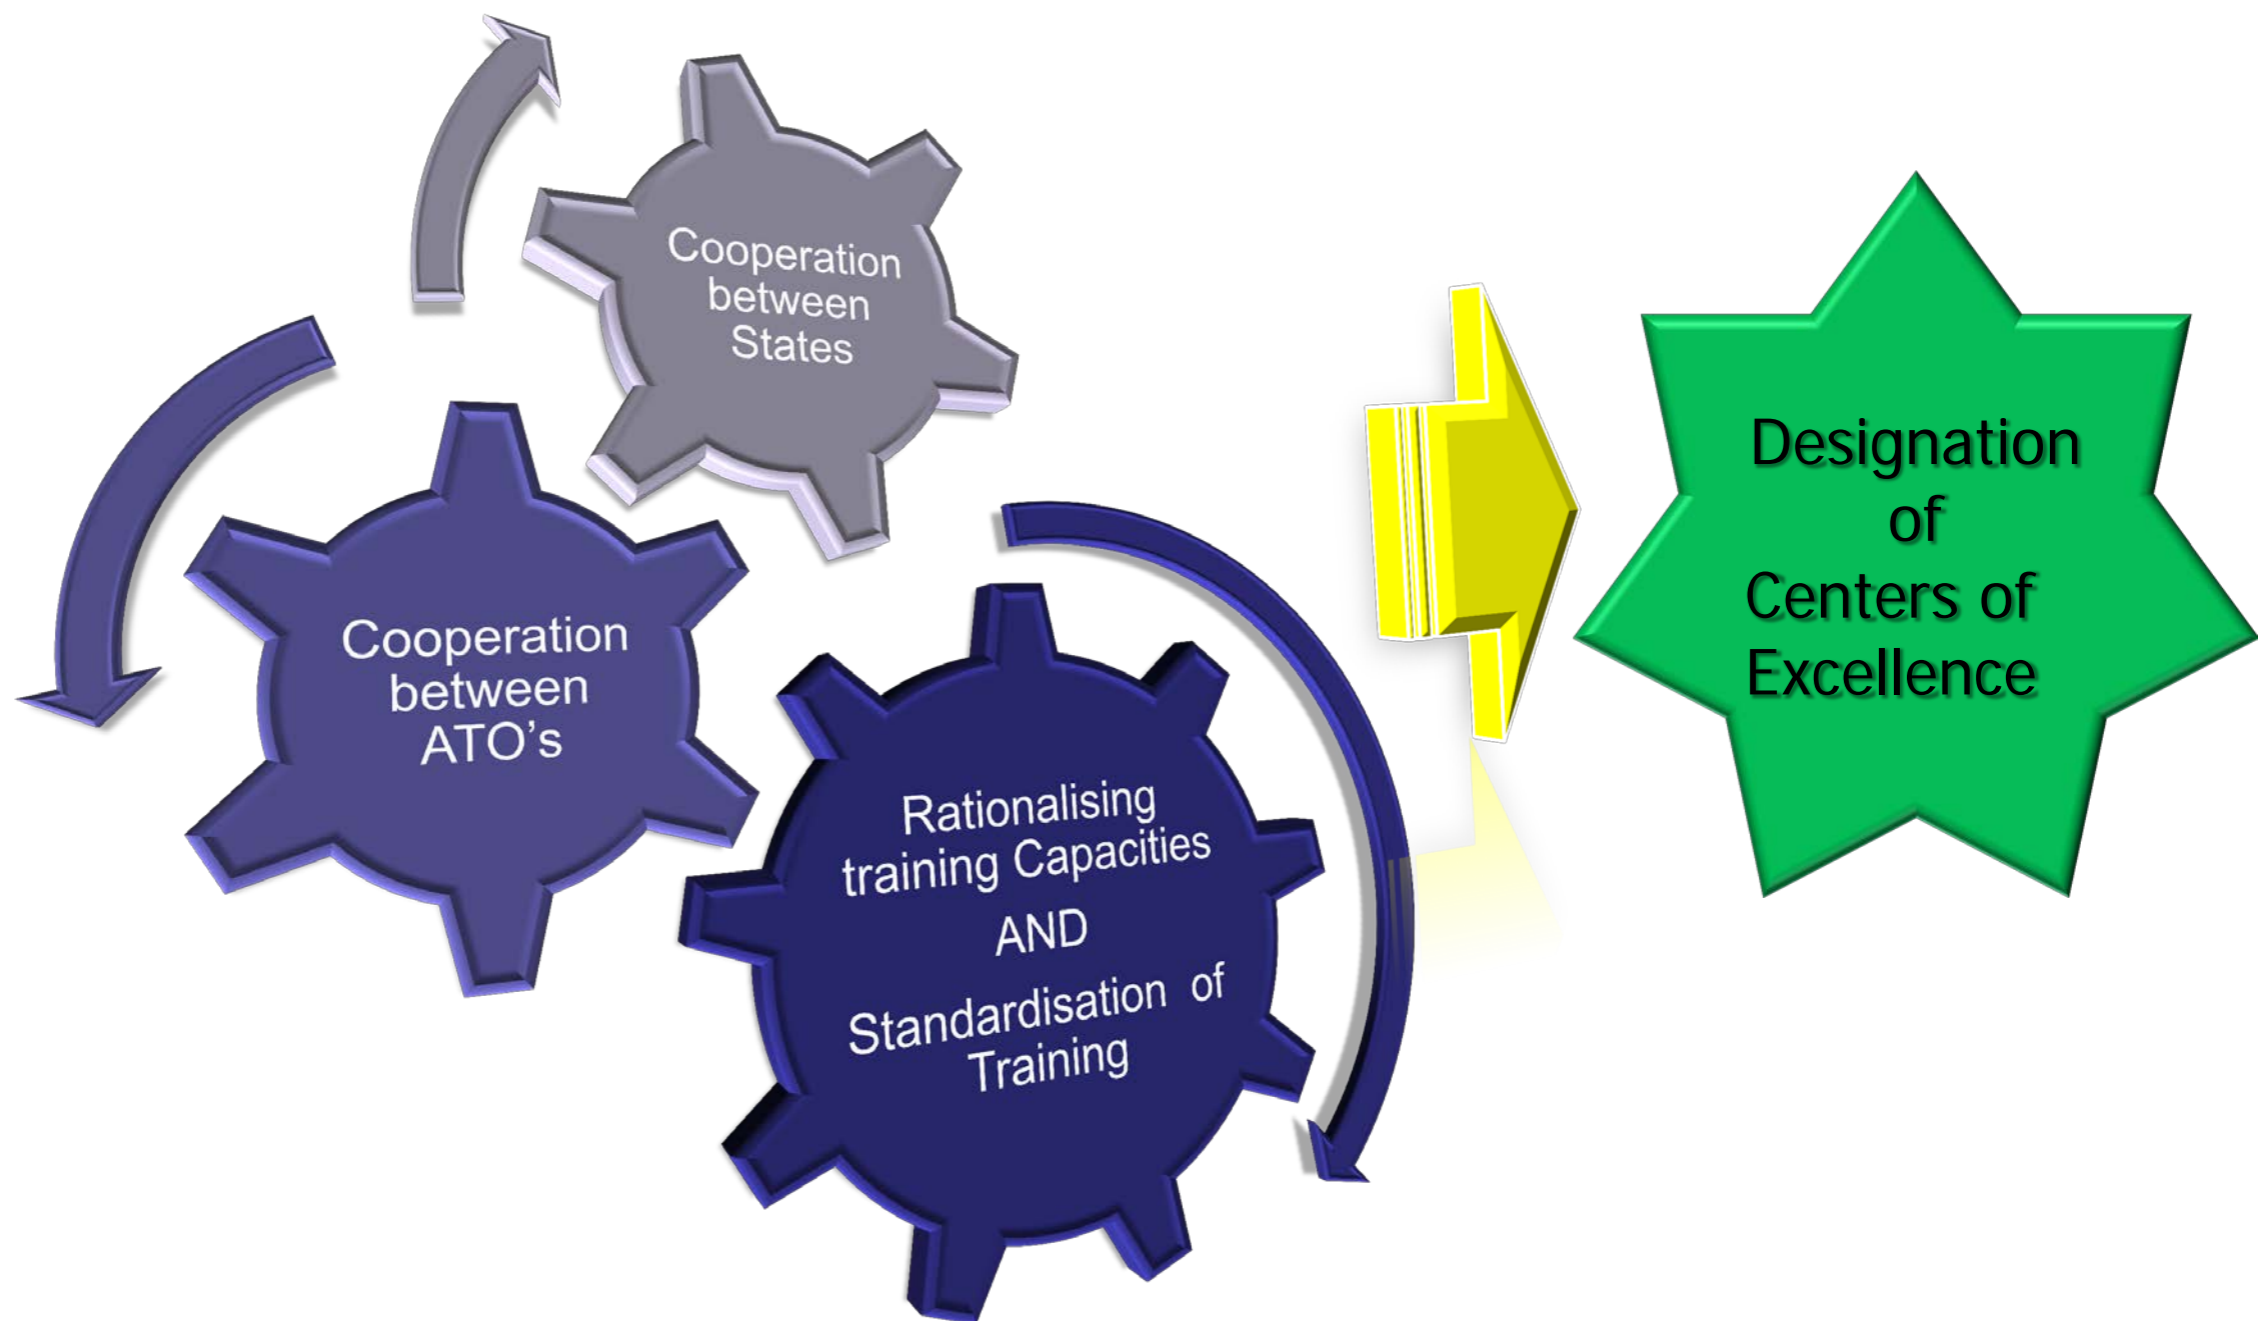 Cooperation
between
States
Cooperation
between
ATO’s
Rationalising
training Capacities
AND
Standardisation of
Training
Designation
of
Centers of
Excellence